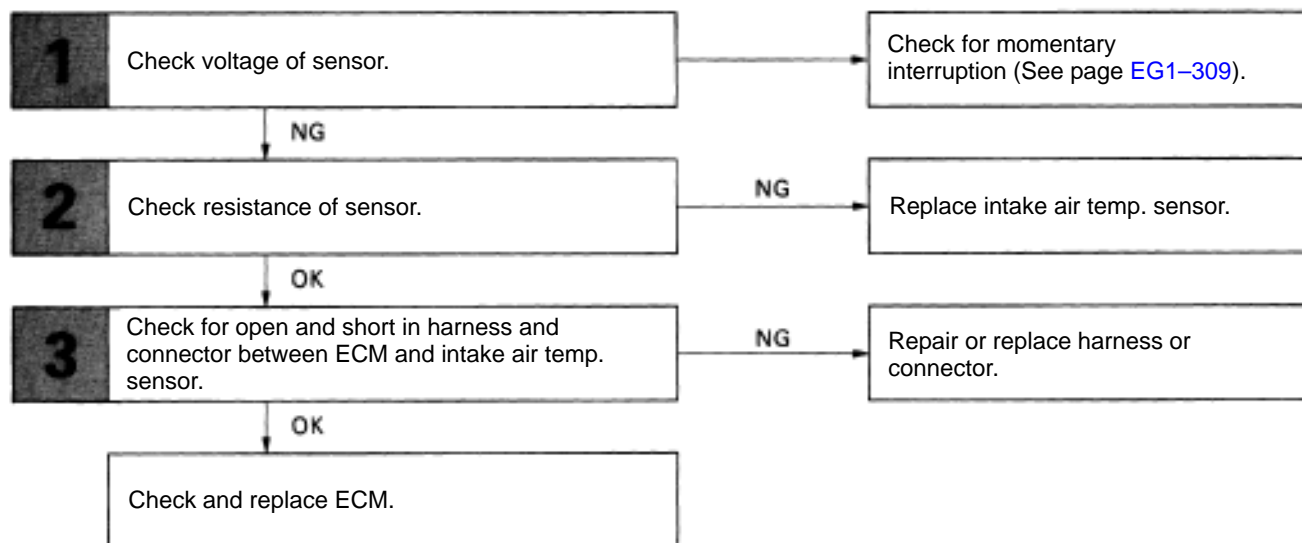 1
Check voltage of sensor.
Check for momentary
interruption (See page EG1–309).
NG
2
Check resistance of sensor.
NG
Replace intake air temp. sensor.
OK
3
Check for open and short in harness and
connector between ECM and intake air temp.
sensor.
NG
Repair or replace harness or
connector.
OK
Check and replace ECM.